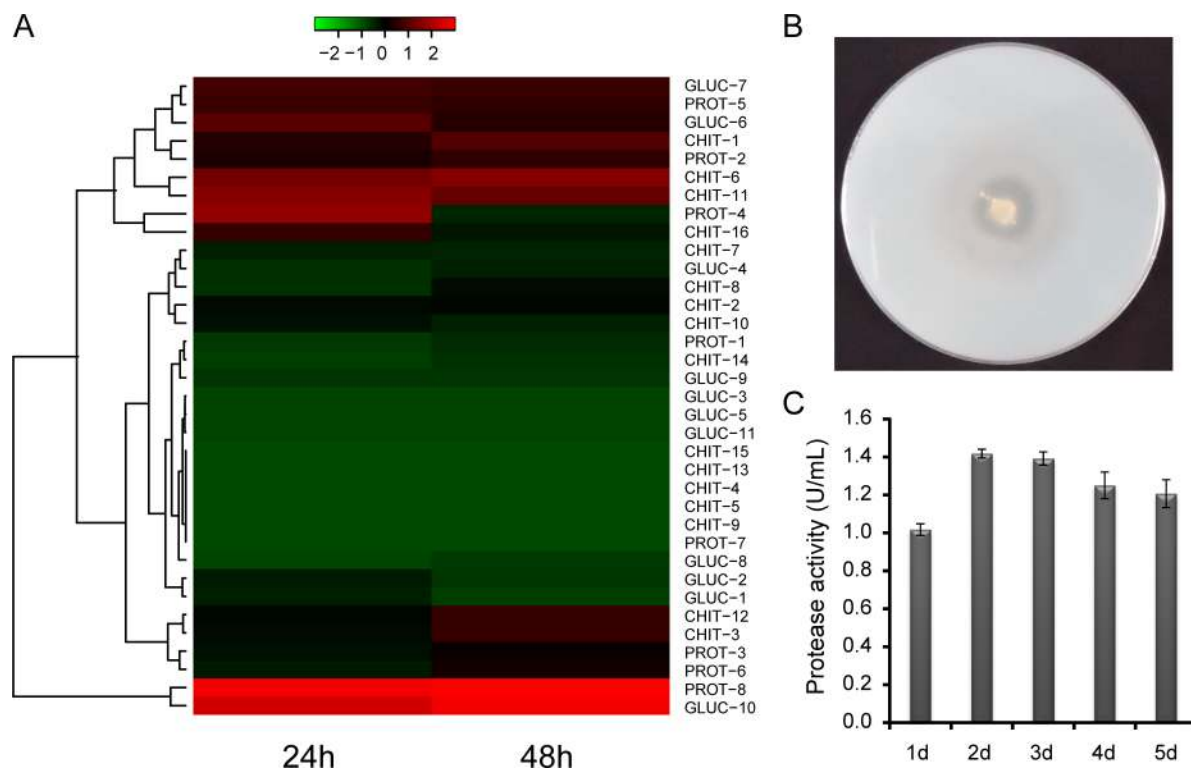 A
−2 −1 0 1 2
GLUC−7
PROT−5
GLUC−6
CHIT−1
PROT−2
CHIT−6
CHIT−11
PROT−4
CHIT−16
CHIT−7
GLUC−4
CHIT−8
CHIT−2
CHIT−10
PROT−1
CHIT−14
GLUC−9
GLUC−3
GLUC−5
GLUC−11
CHIT−15
CHIT−13
CHIT−4
CHIT−5
CHIT−9
PROT−7
GLUC−8
GLUC−2
GLUC−1
CHIT−12
CHIT−3
PROT−3
PROT−6
PROT−8
GLUC−10
24h 48h
B
C
Protease activity (U/mL)
1.6
1.4
1.2
1.0
0.8
0.6
0.4
0.2
0.0
1d 2d 3d 4d 5d